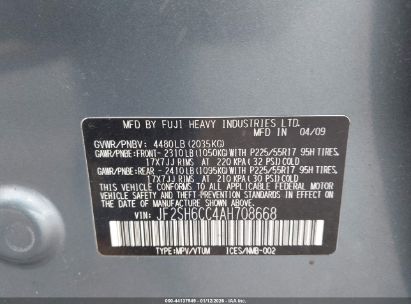 MFD BY FUJI HEAVY INDUSTRIES LTD.
MFD IN 04/09
GVWR/PNBV: 4480LB (2035KG)
GAWR/PNBE:FRONT- 2310LB(1050KG)WITH P225/55R17 95H TIRES,
17X7JJ RIMS AT 220 KPA(32 PSI)COLD
GAWR/PNBE:REAR -2410LB(1095KG)WITH P225/55R17 95H TIRES,
17X7JJ RIMS AT 210 KPA(30 PSI)COLD
THIS VEHICLE CONFORMS TO ALL APPLICABLE FEDERAL MOTOR
VEHICLE SAFETY, BUMPER, AND THEFT PREVENTION STANDARDS
IN EFFECT ON THE DATE OF MANUFACTURE SHOWN ABOVE.
VIN: JF2SH6CC4AH708668
TYPE:MPV/VTUM ICES/NMB-002